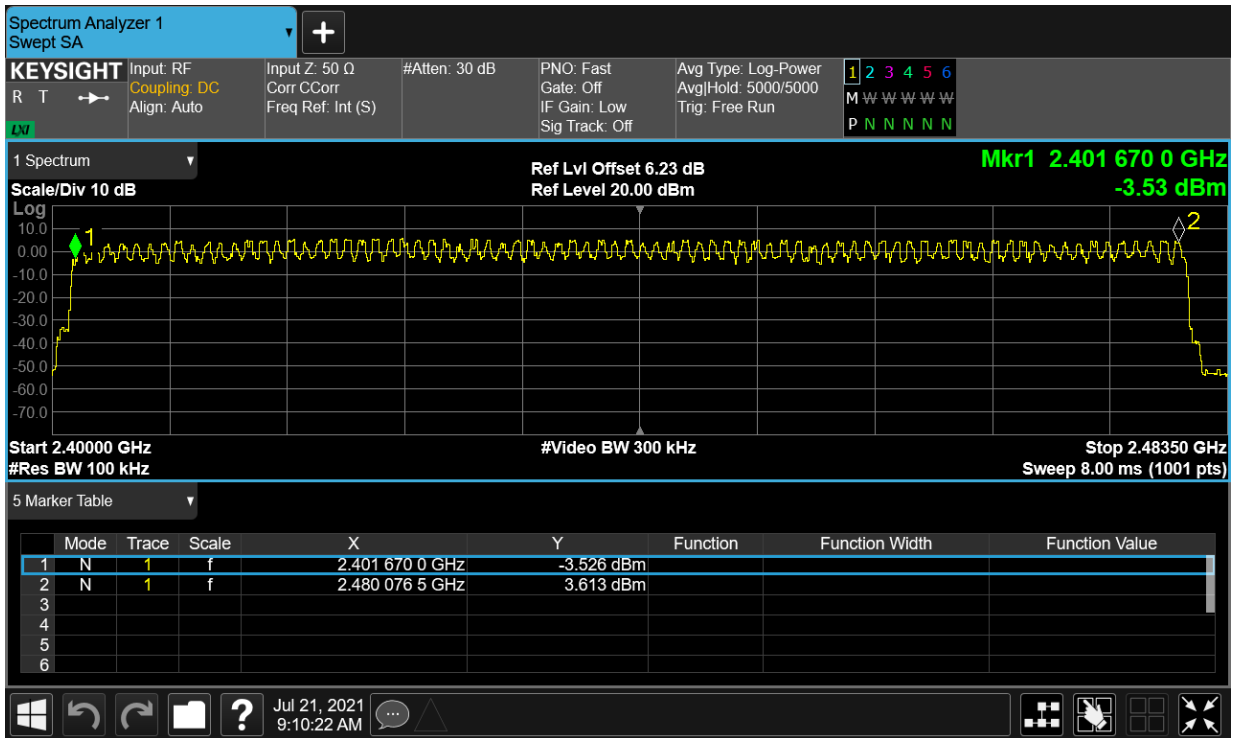 Spectrum Analyzer 1
Swept SA
+
KEYSIGHT
R T
LXI
Input: RF
Coupling: DC
Align: Auto
Input Z: 50 Ω
Corr CCorr
Freq Ref: Int (S)
#Atten: 30 dB
PNO: Fast
Gate: Off
IF Gain: Low
Sig Track: Off
Avg Type: Log-Power
Avg|Hold: 5000/5000
Trig: Free Run
1 2 3 4 5 6
M W W W W W
P N N N N N
1 Spectrum
Scale/Div 10 dB
Ref Lvl Offset 6.23 dB
Ref Level 20.00 dBm
Mkr1 2.401 670 0 GHz
-3.53 dBm
Log
10.0
0.00
-10.0
-20.0
-30.0
-40.0
-50.0
-60.0
-70.0
1
2
Start 2.40000 GHz
#Video BW 300 kHz
Stop 2.48350 GHz
#Res BW 100 kHz
Sweep 8.00 ms (1001 pts)
5 Marker Table
Mode Trace Scale X Y Function Function Width Function Value
1 N 1 f 2.401 670 0 GHz -3.526 dBm
2 N 1 f 2.480 076 5 GHz 3.613 dBm
3
4
5
6
?
Jul 21, 2021
9:10:22 AM